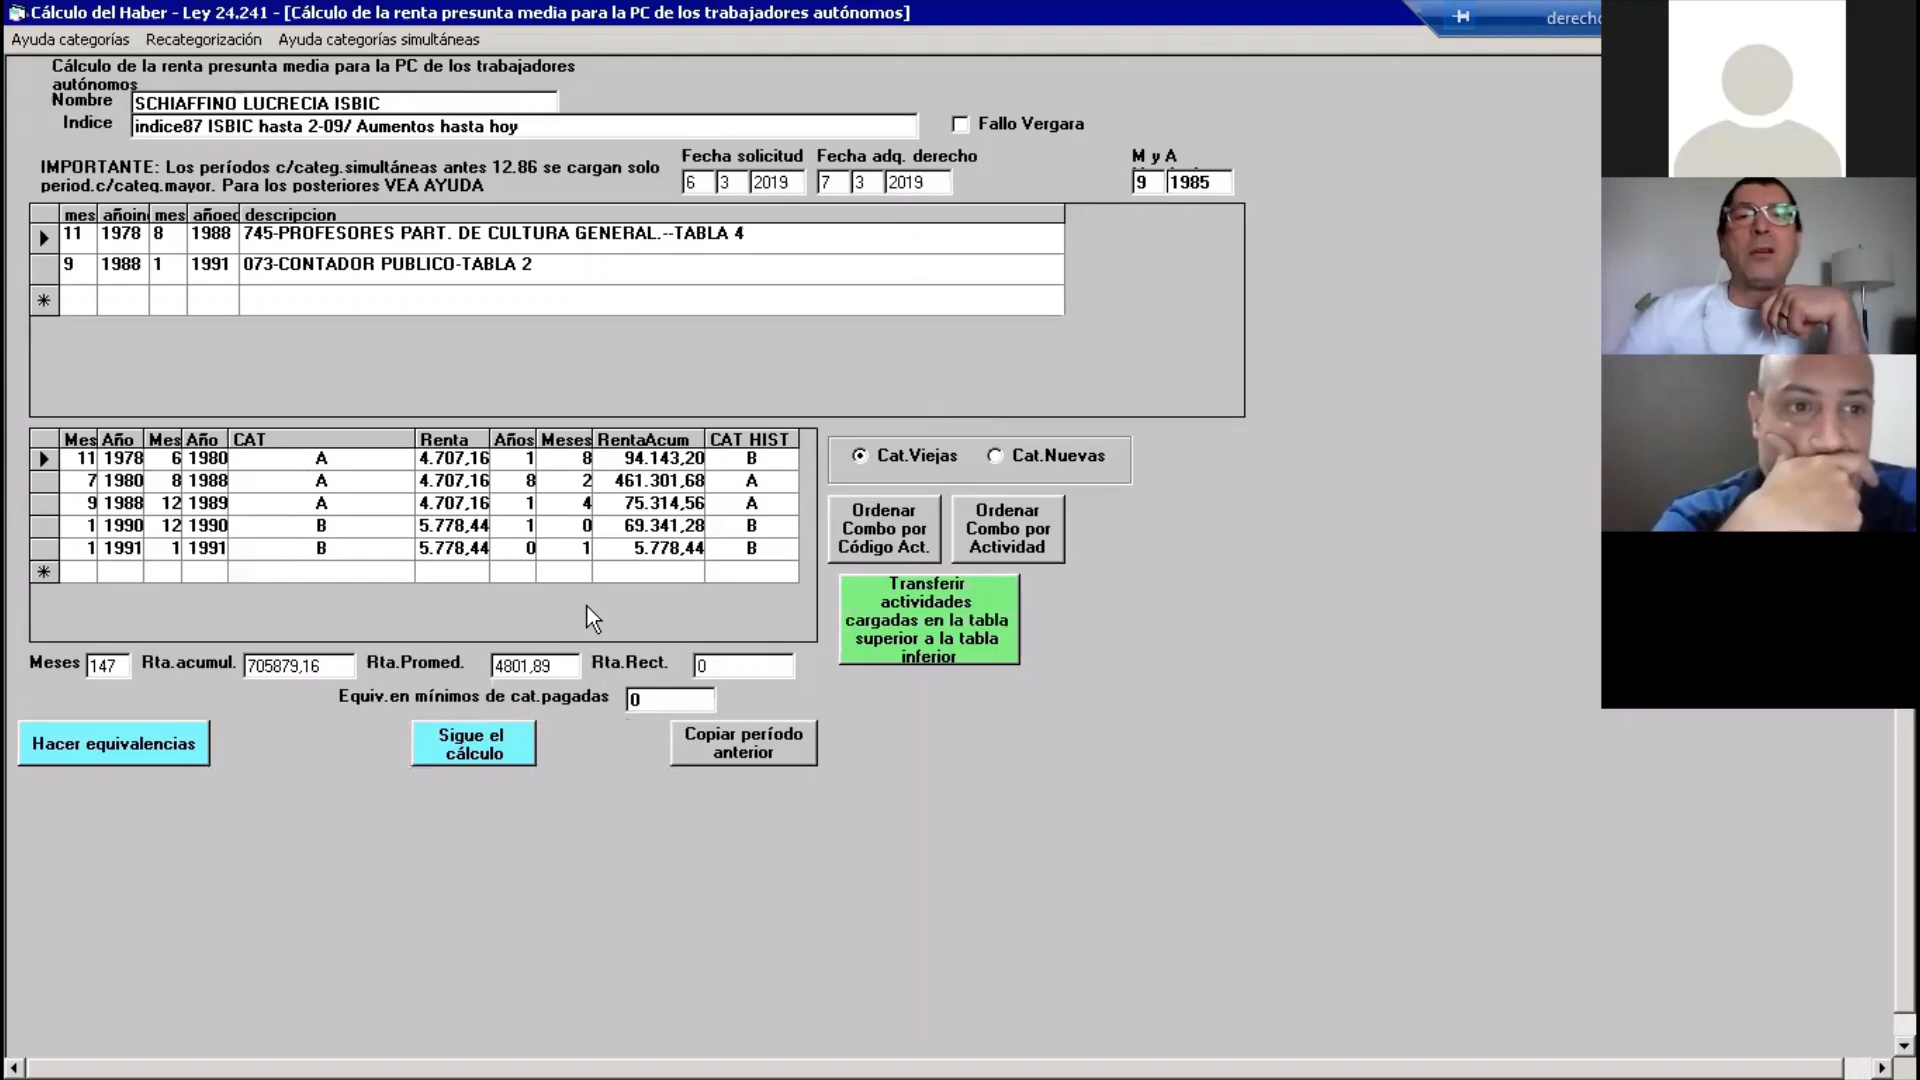 Cálculo del Haber - Ley 24.241 - [Cálculo de la renta presunta media para la PC de los trabajadores autónomos]
Ayuda categorías Recategorización Ayuda categorías simultáneas
Cálculo de la renta presunta media para la PC de los trabajadores
autónomos
Nombre SCHIAFFINO LUCRECIA ISBIC
Indice indice87 ISBIC hasta 2-09/ Aumentos hasta hoy
Fallo Vergara
IMPORTANTE: Los períodos c/categ.simultáneas antes 12.86 se cargan solo
period.c/categ.mayor. Para los posteriores VEA AYUDA
Fecha solicitud Fecha adq. derecho M y A
6 3 2019 7 3 2019 9 1985
mes añoin mes añoeg descripcion
11 1978 8 1988 745-PROFESORES PART. DE CULTURA GENERAL.--TABLA 4
9 1988 1 1991 073-CONTADOR PUBLICO-TABLA 2
Mes Año Mes Año CAT Renta Años Meses RentaAcum CAT HIST
11 1978 6 1980 A 4.707,16 1 8 94.143,20 B
7 1980 8 1988 A 4.707,16 8 2 461.301,68 A
9 1988 12 1989 A 4.707,16 1 4 75.314,56 A
1 1990 12 1990 B 5.778,44 1 0 69.341,28 B
1 1991 1 1991 B 5.778,44 0 1 5.778,44 B
Cat.Viejas Cat.Nuevas
Ordenar
Combo por
Código Act.
Ordenar
Combo por
Actividad
Transferir
actividades
cargadas en la tabla
superior a la tabla
inferior
Meses 147 Rta.acumul. 705879,16 Rta.Promed. 4801,89 Rta.Rect. 0
Equiv.en mínimos de cat.pagadas 0
Hacer equivalencias
Sigue el
cálculo
Copiar período
anterior